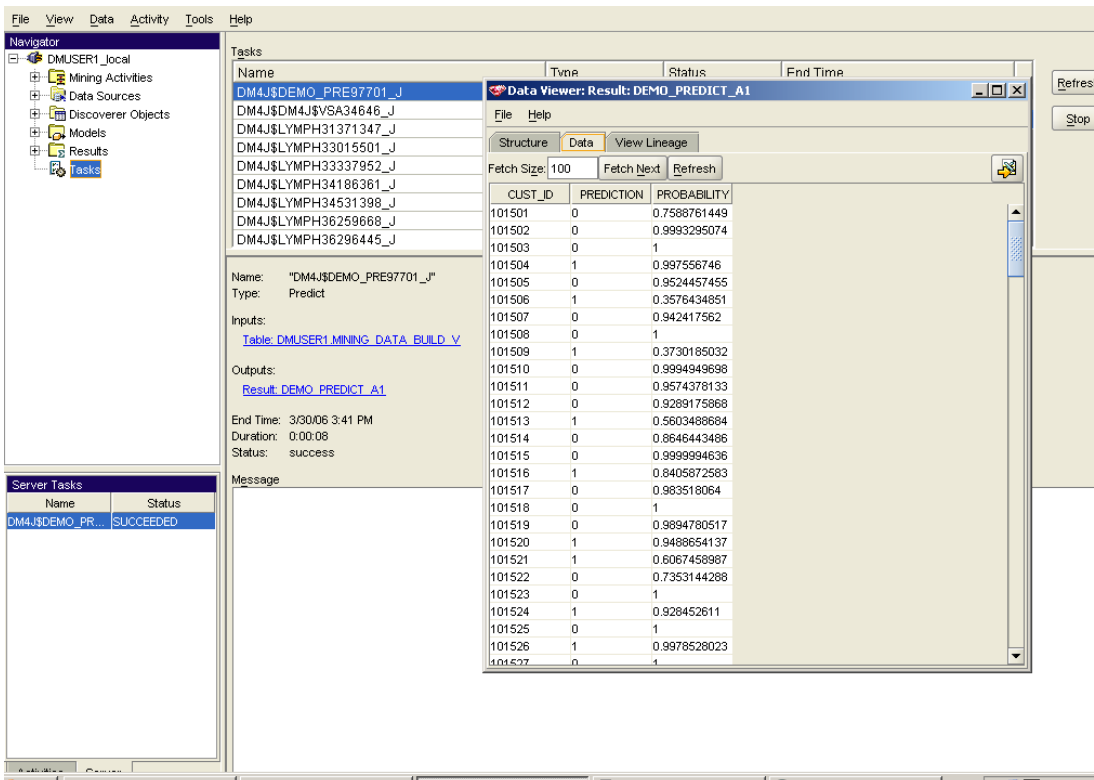 File View Data Activity Tools Help
Navigator
DMUSER1_local
Mining Activities
Data Sources
Discoverer Objects
Models
Results
Tasks
Tasks
Name Type Status End Time
DM4J$DEMO_PRE97701_J
DM4J$DM4J$VSA34646_J
DM4J$LYMPH31371347_J
DM4J$LYMPH33015501_J
DM4J$LYMPH33337952_J
DM4J$LYMPH34186361_J
DM4J$LYMPH34531398_J
DM4J$LYMPH36259668_J
DM4J$LYMPH36296445_J
Refres
Stop
Name: "DM4J$DEMO_PRE97701_J"
Type: Predict
Inputs:
Table: DMUSER1.MINING_DATA_BUILD_V
Outputs:
Result: DEMO_PREDICT_A1
End Time: 3/30/06 3:41 PM
Duration: 0:00:08
Status: success
Message
Data Viewer: Result: DEMO_PREDICT_A1
File Help
Structure Data View Lineage
Fetch Size: 100 Fetch Next Refresh
CUST_ID PREDICTION PROBABILITY
101501 0 0.7588761449
101502 0 0.9993295074
101503 0 1
101504 1 0.997556746
101505 0 0.9524457455
101506 1 0.3576434851
101507 0 0.942417562
101508 0 1
101509 1 0.3730185032
101510 0 0.9994949698
101511 0 0.9574378133
101512 0 0.9289175868
101513 1 0.5603488684
101514 0 0.8646443486
101515 0 0.9999994636
101516 1 0.8405872583
101517 0 0.983518064
101518 0 1
101519 0 0.9894780517
101520 1 0.9488654137
101521 1 0.6067458987
101522 0 0.7353144288
101523 0 1
101524 1 0.928452611
101525 0 1
101526 1 0.9978528023
101527 0 1
Server Tasks
Name Status
DM4J$DEMO_PR... SUCCEEDED